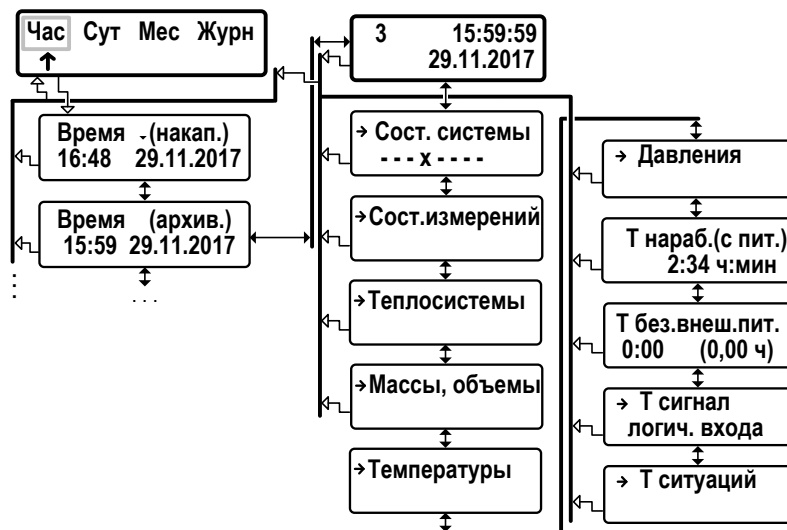 Час Сут Мес Журн
Время (накап.)
16:48 29.11.2017
Время (архив.)
15:59 29.11.2017
. . .
3 15:59:59
29.11.2017
Сост. системы
- - - x - - - -
Сост.измерений
Теплосистемы
Массы, объемы
Температуры
Давления
Т нараб.(с пит.)
2:34 ч:мин
Т без.внеш.пит.
0:00 (0,00 ч)
Т сигнал
логич. входа
Т ситуаций